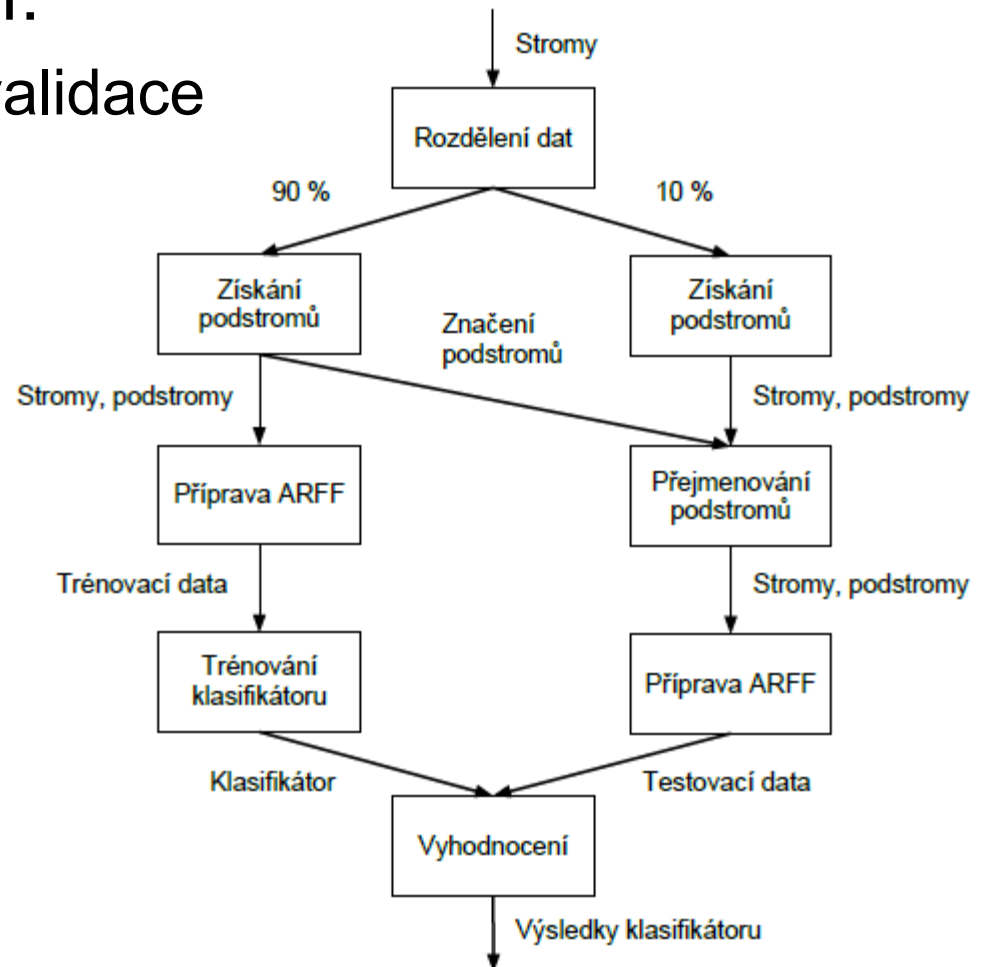 validace
Stromy
Rozdělení dat
90 %
10 %
Získání
podstromů
Získání
podstromů
Značení
podstromů
Stromy, podstromy
Stromy, podstromy
Příprava ARFF
Přejmenování
podstromů
Trénovací data
Stromy, podstromy
Trénování
klasifikátoru
Příprava ARFF
Klasifikátor
Testovací data
Vyhodnocení
Výsledky klasifikátoru